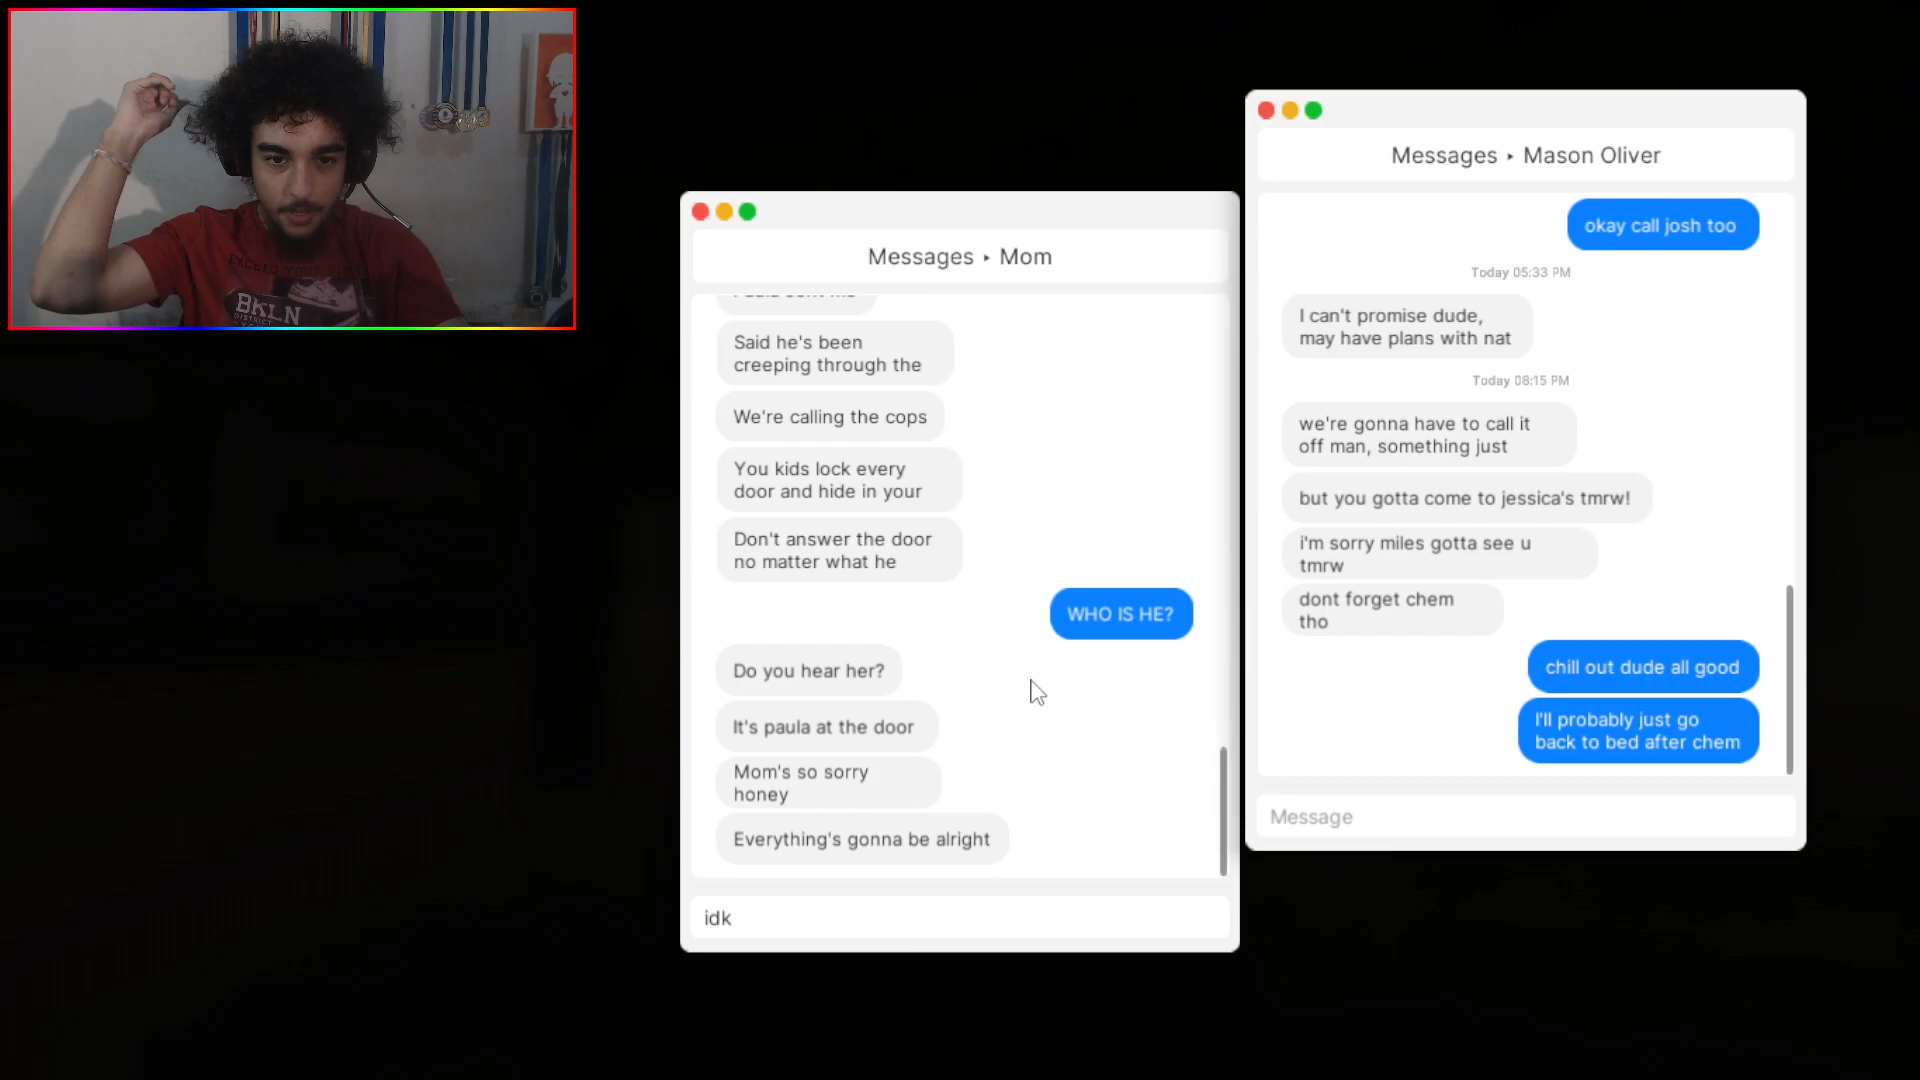 EXCEED YOUR LIMIT
BKLN
DISTRICT
Messages ‣ Mom
Said he's been
creeping through the
We're calling the cops
You kids lock every
door and hide in your
Don't answer the door
no matter what he
WHO IS HE?
Do you hear her?
It's paula at the door
Mom's so sorry
honey
Everything's gonna be alright
idk
Messages ‣ Mason Oliver
okay call josh too
Today 05:33 PM
I can't promise dude,
may have plans with nat
Today 08:15 PM
we're gonna have to call it
off man, something just
but you gotta come to jessica's tmrw!
i'm sorry miles gotta see u
tmrw
dont forget chem
tho
chill out dude all good
I'll probably just go
back to bed after chem
Message